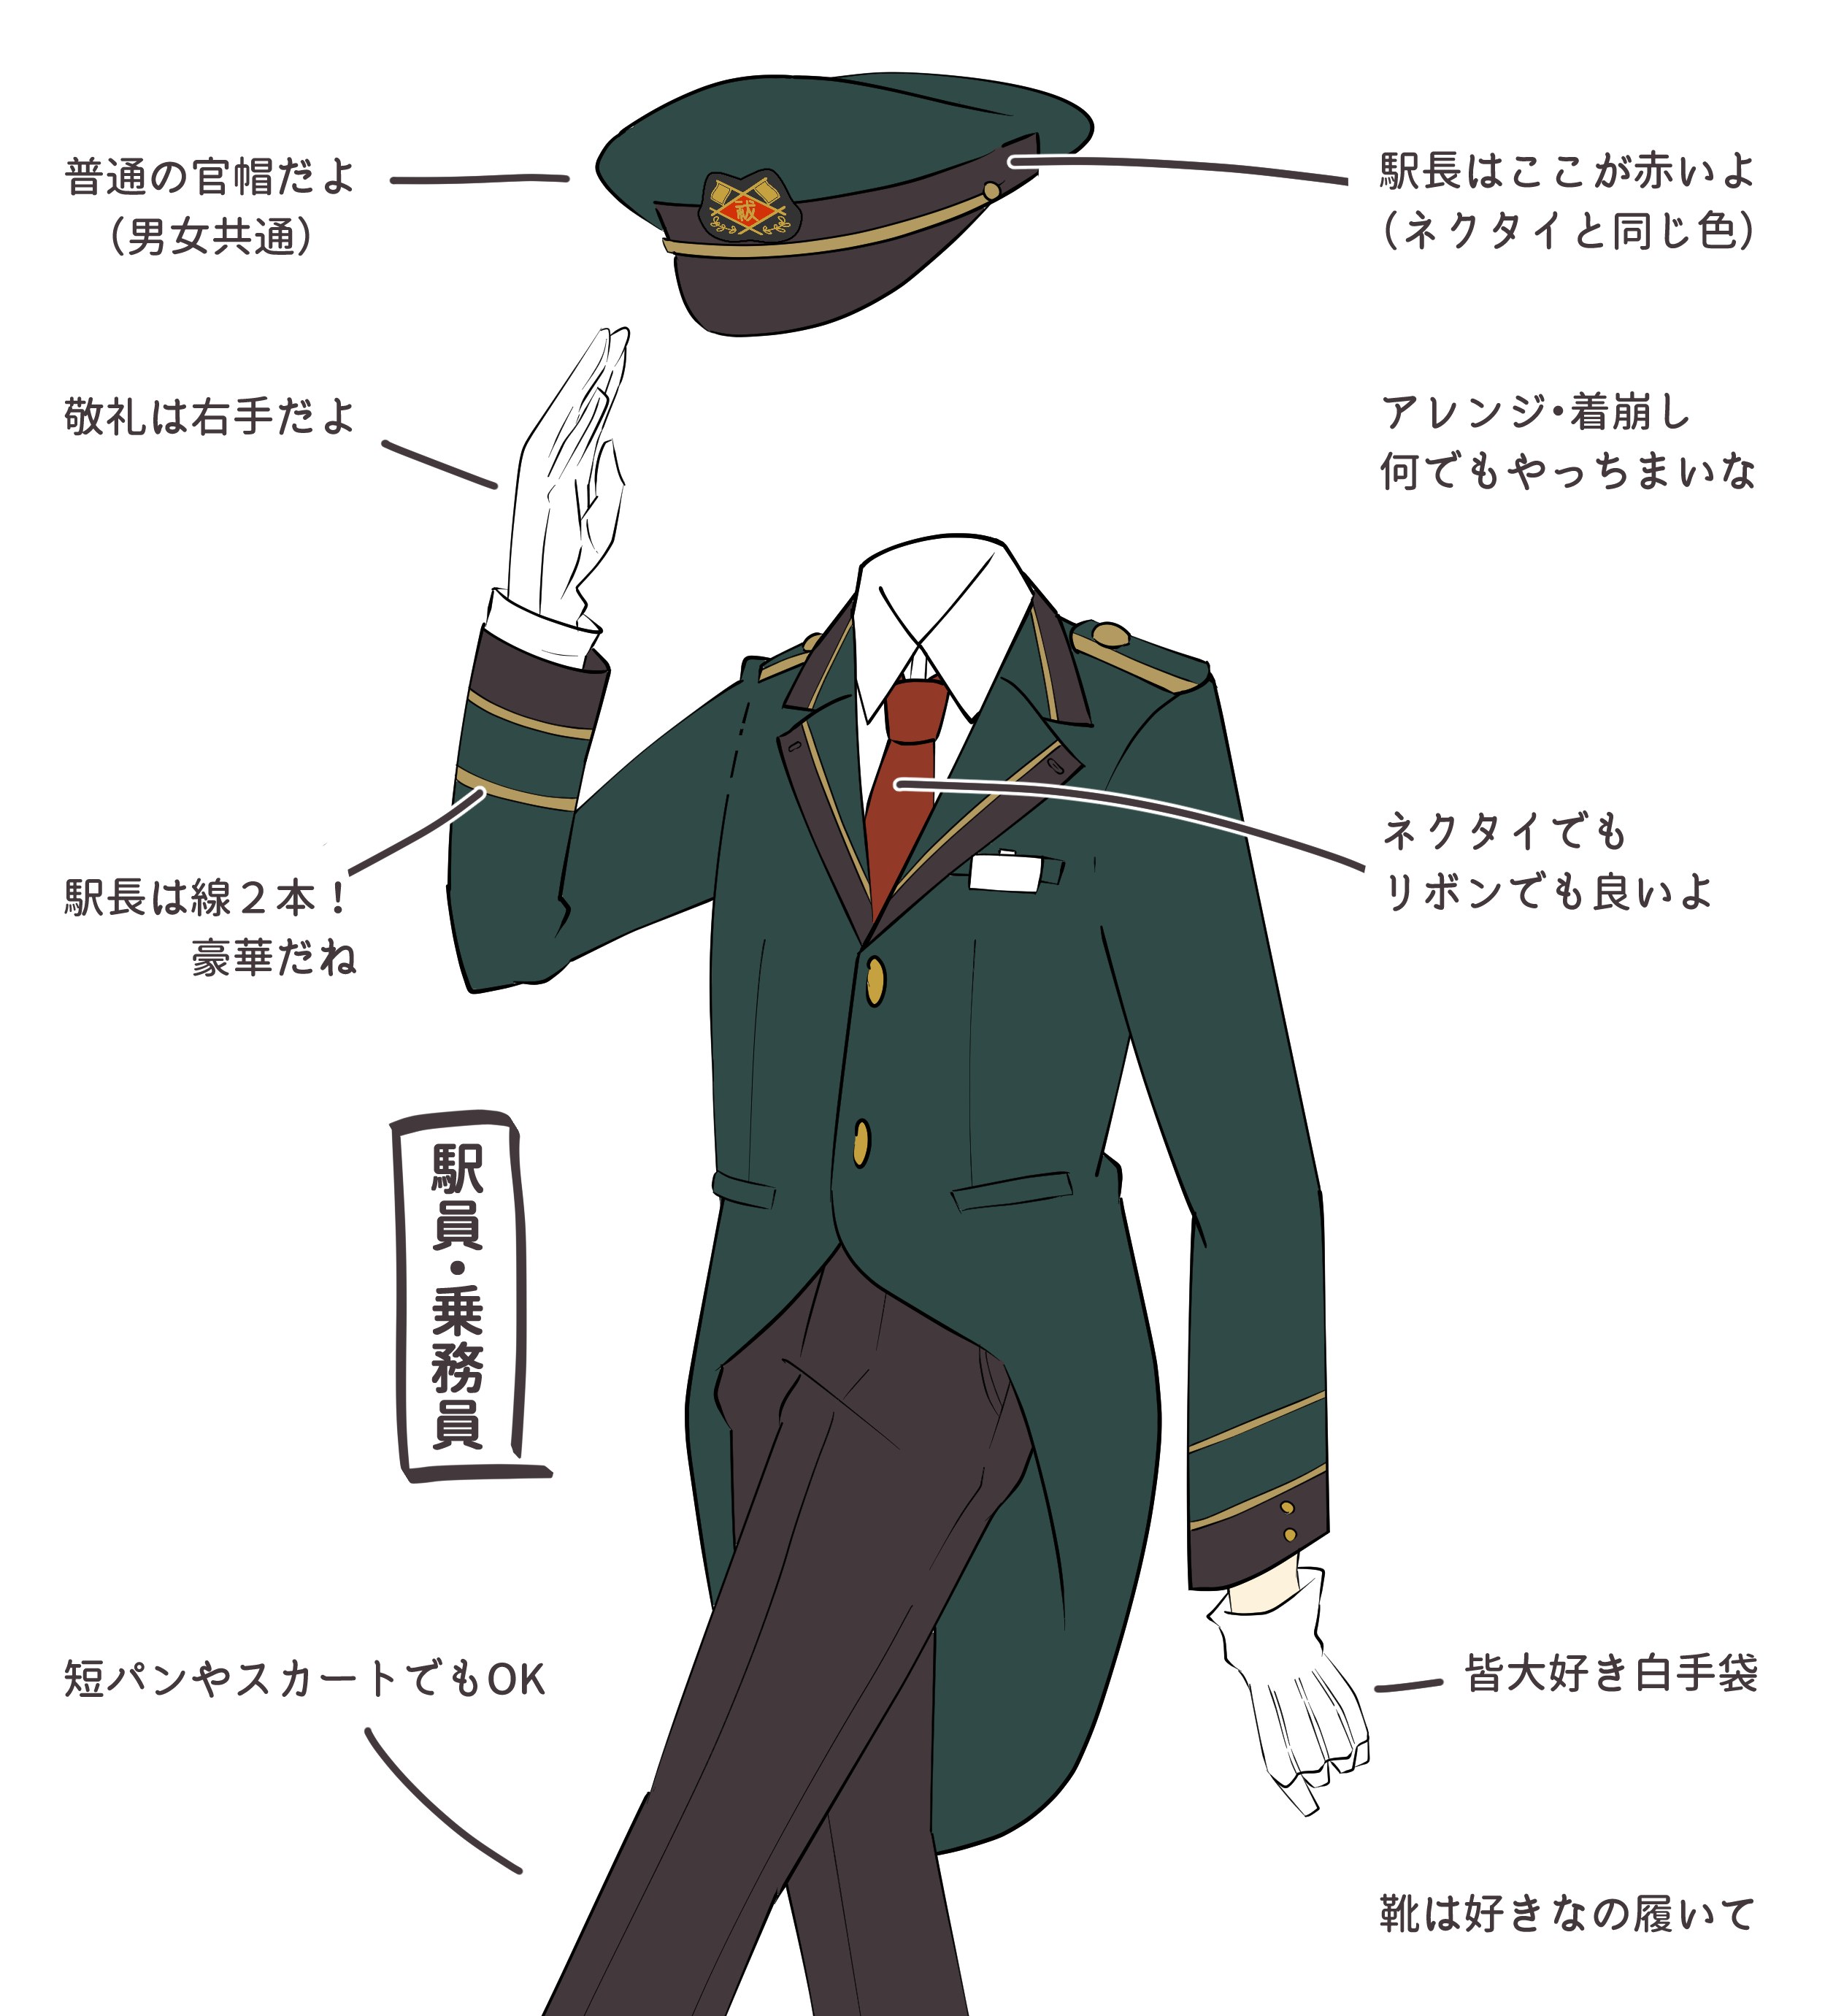 普通の官帽だよ
(男女共通)
駅長はここが赤いよ
(ネクタイと同じ色)
祓
敬礼は右手だよ
アレンジ・着崩し
何でもやっちまいな
駅長は線2本!
豪華だね
ネクタイでも
リボンでも良いよ
駅員・乗務員
短パンやスカートでもOK
皆大好き白手袋
靴は好きなの履いて